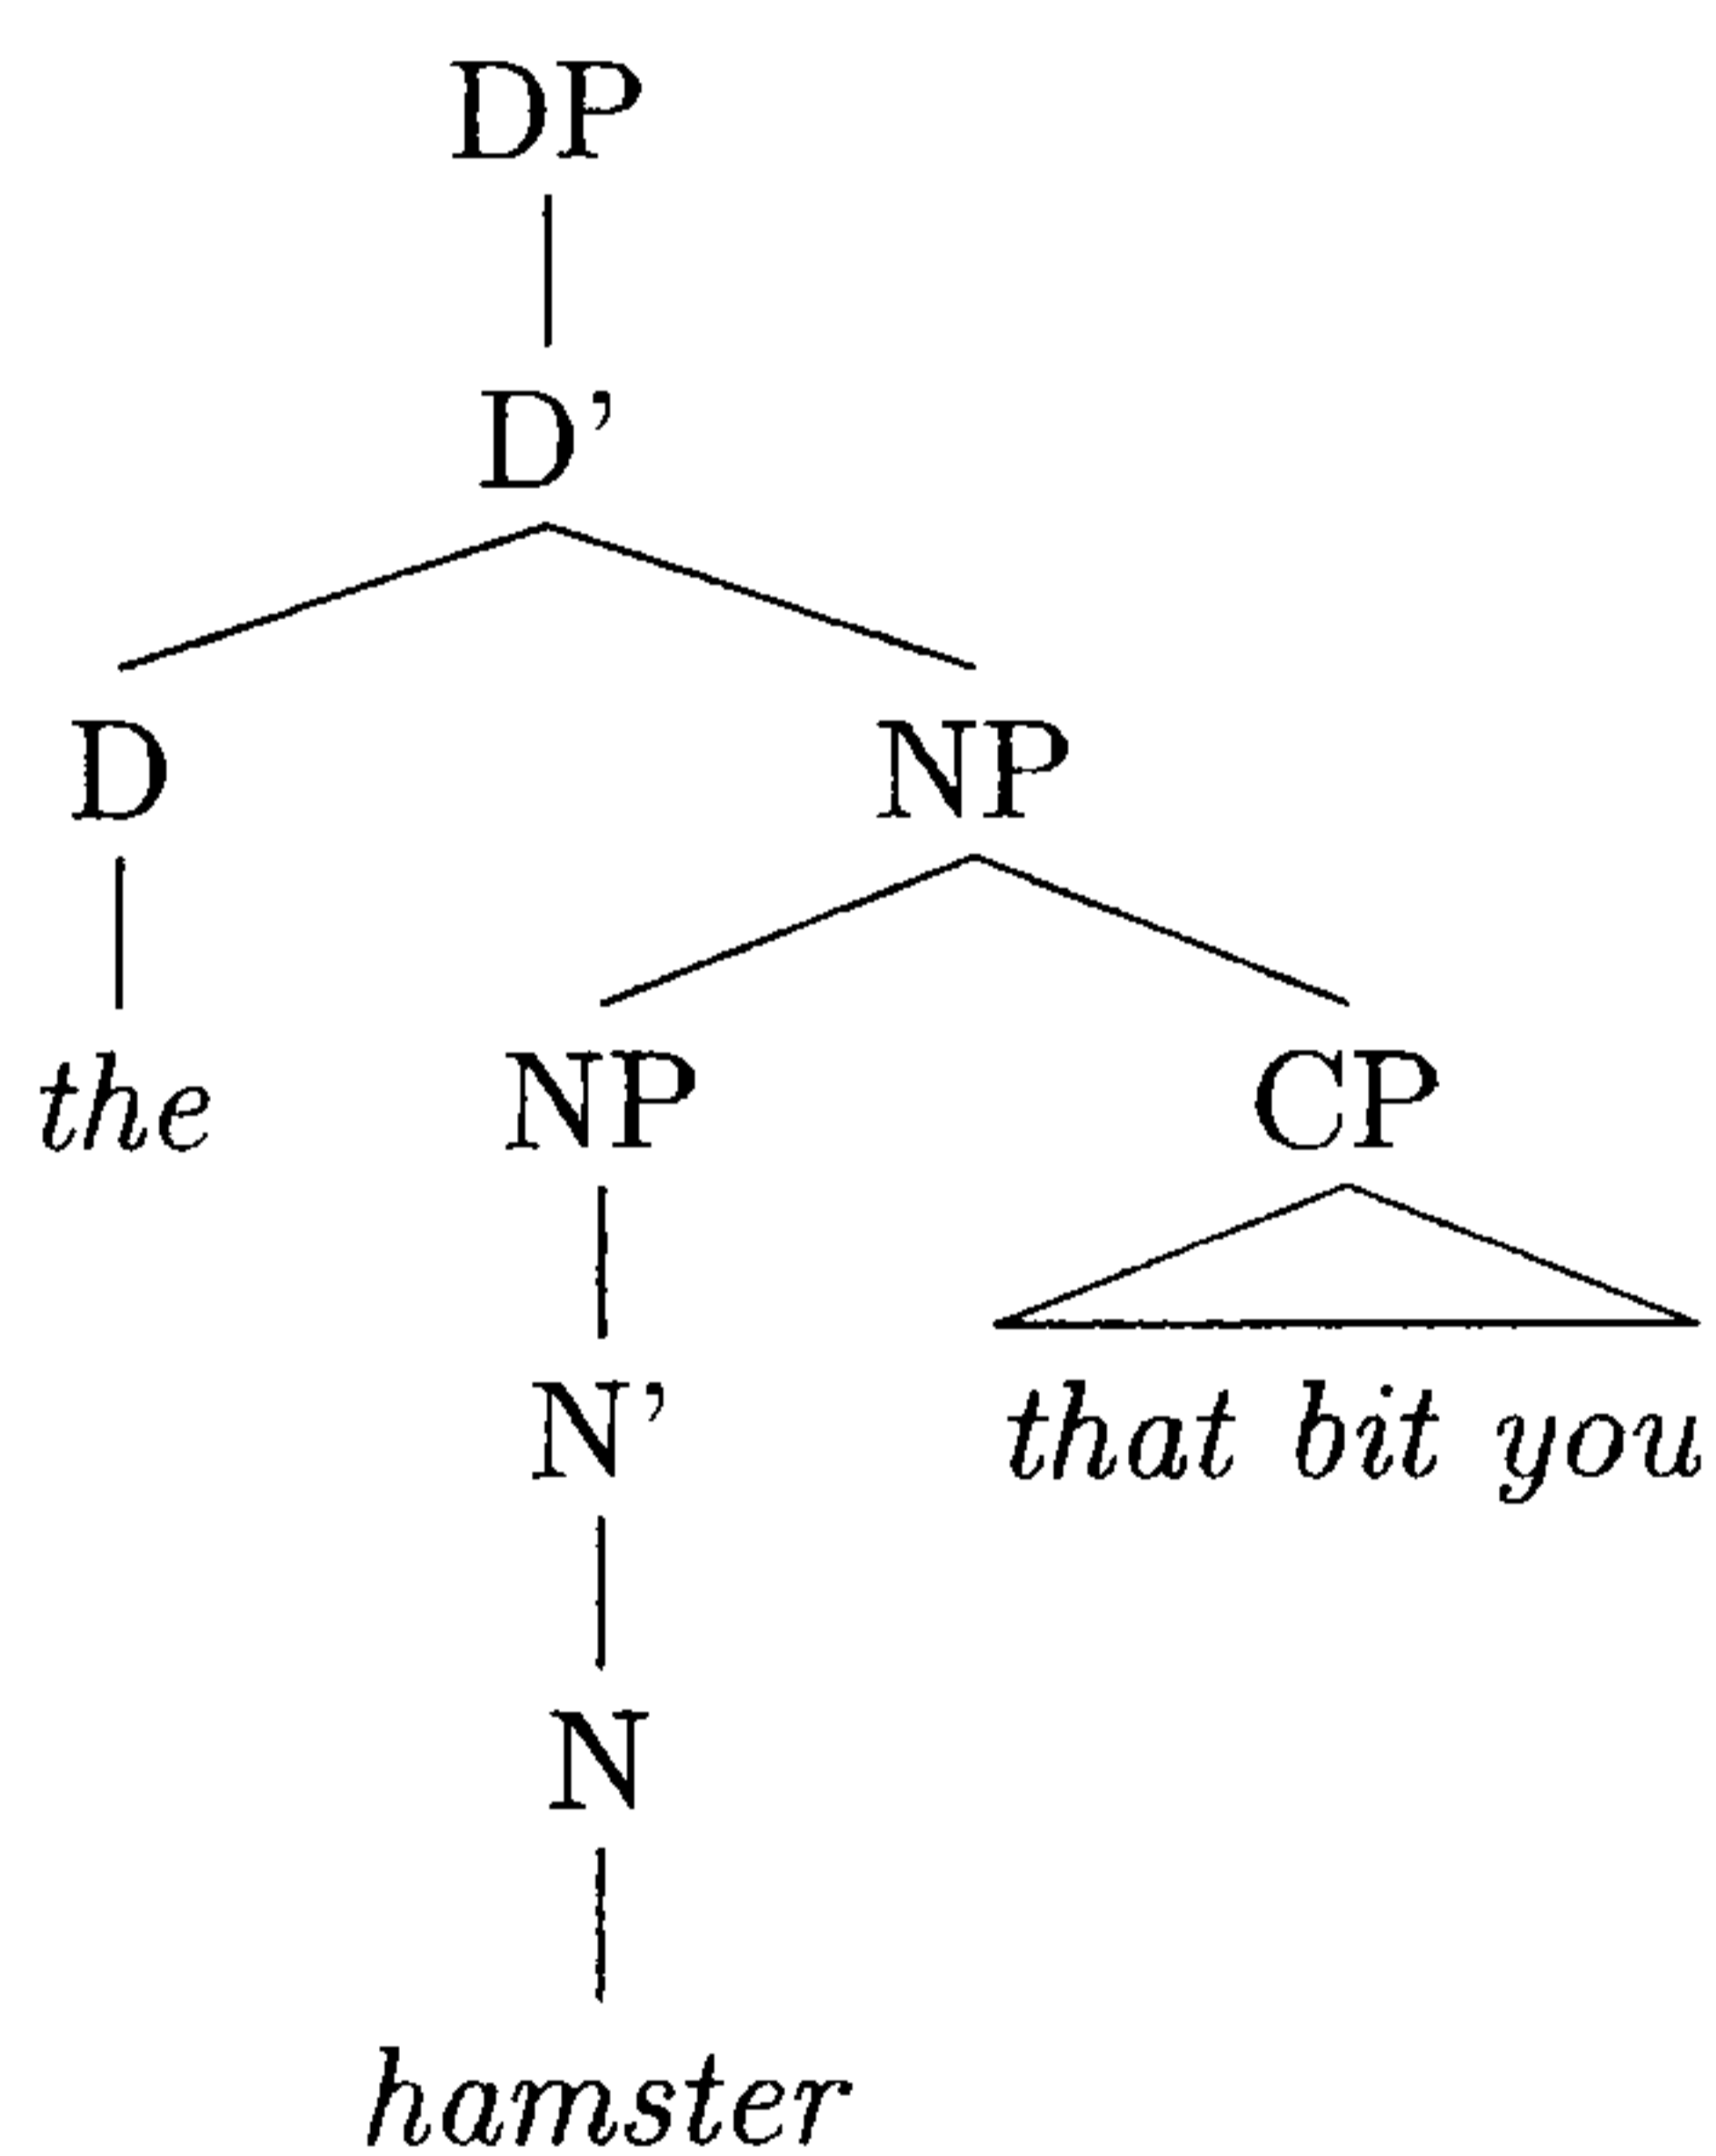 DP
D'
D NP
the NP CP
N' that bit you
N
hamster